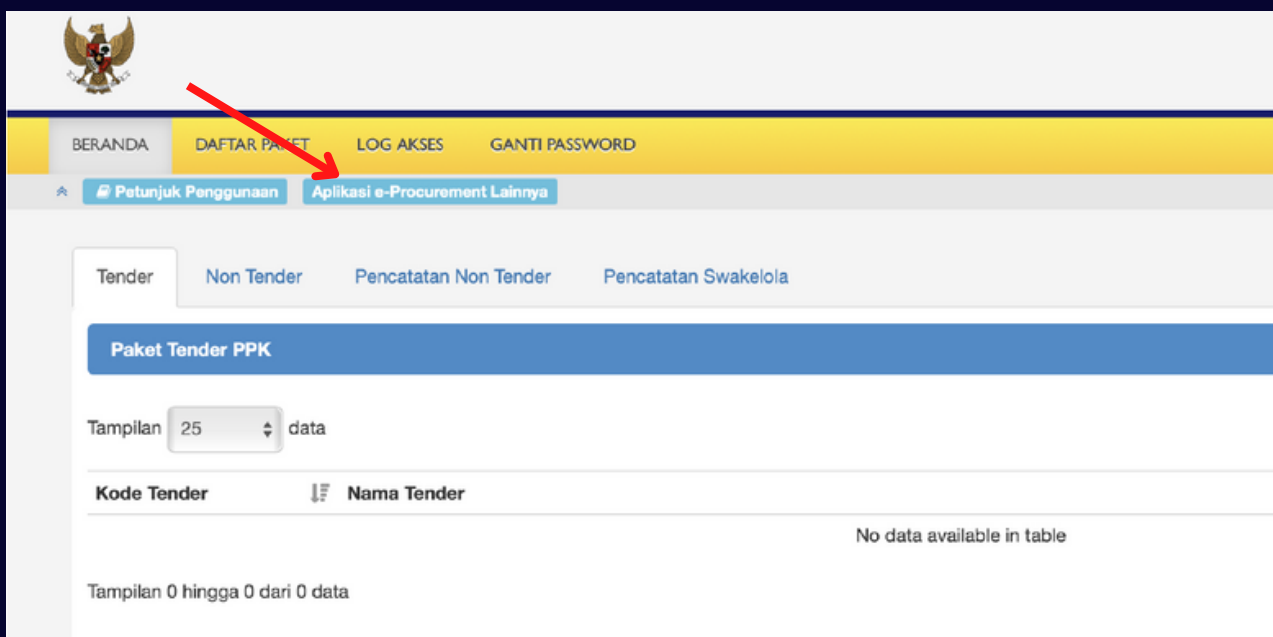 BERANDA DAFTAR PAKET LOG AKSES GANTI PASSWORD
Petunjuk Penggunaan Aplikasi e-Procurement Lainnya
Tender Non Tender Pencatatan Non Tender Pencatatan Swakelola
Paket Tender PPK
Tampilan 25 data
Kode Tender Nama Tender
No data available in table
Tampilan 0 hingga 0 dari 0 data